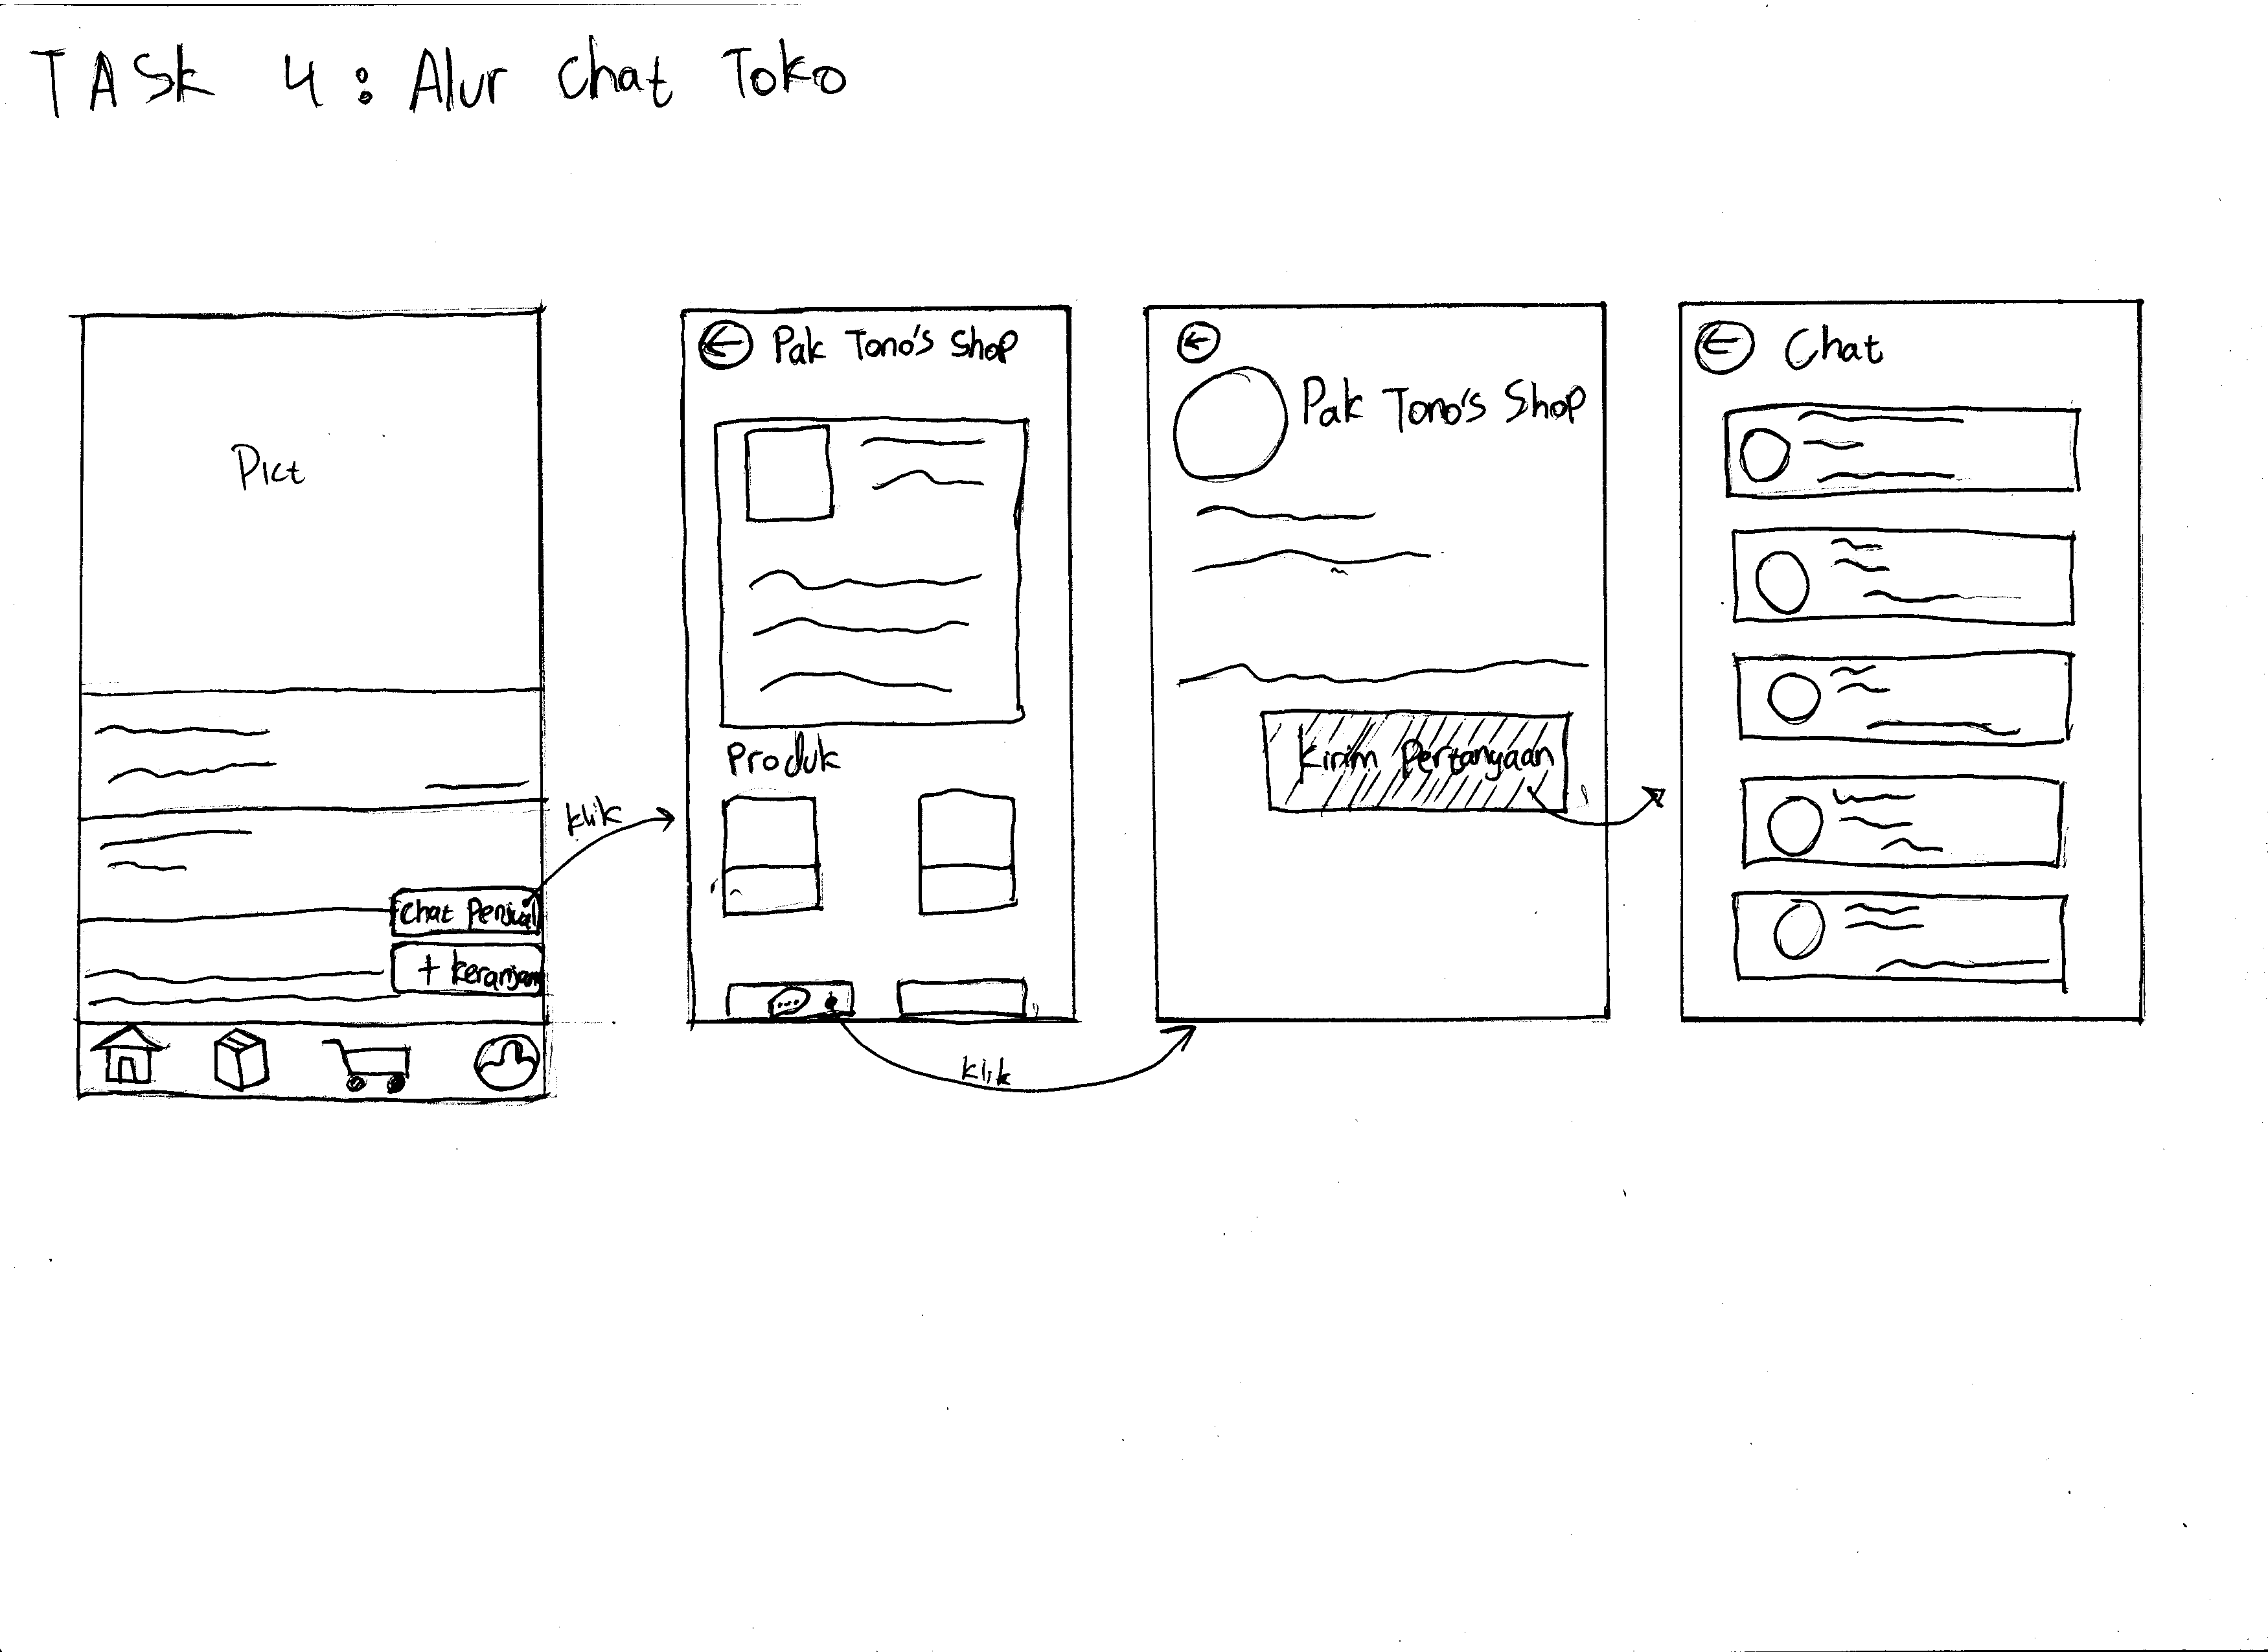 TASk 4 : Alur Chat Toko
Pict
Chat Penjual
+ keranjang
klik
Pak Tono's Shop
Produk
klik
Pak Tono's Shop
Kirim Pertanyaan
Chat